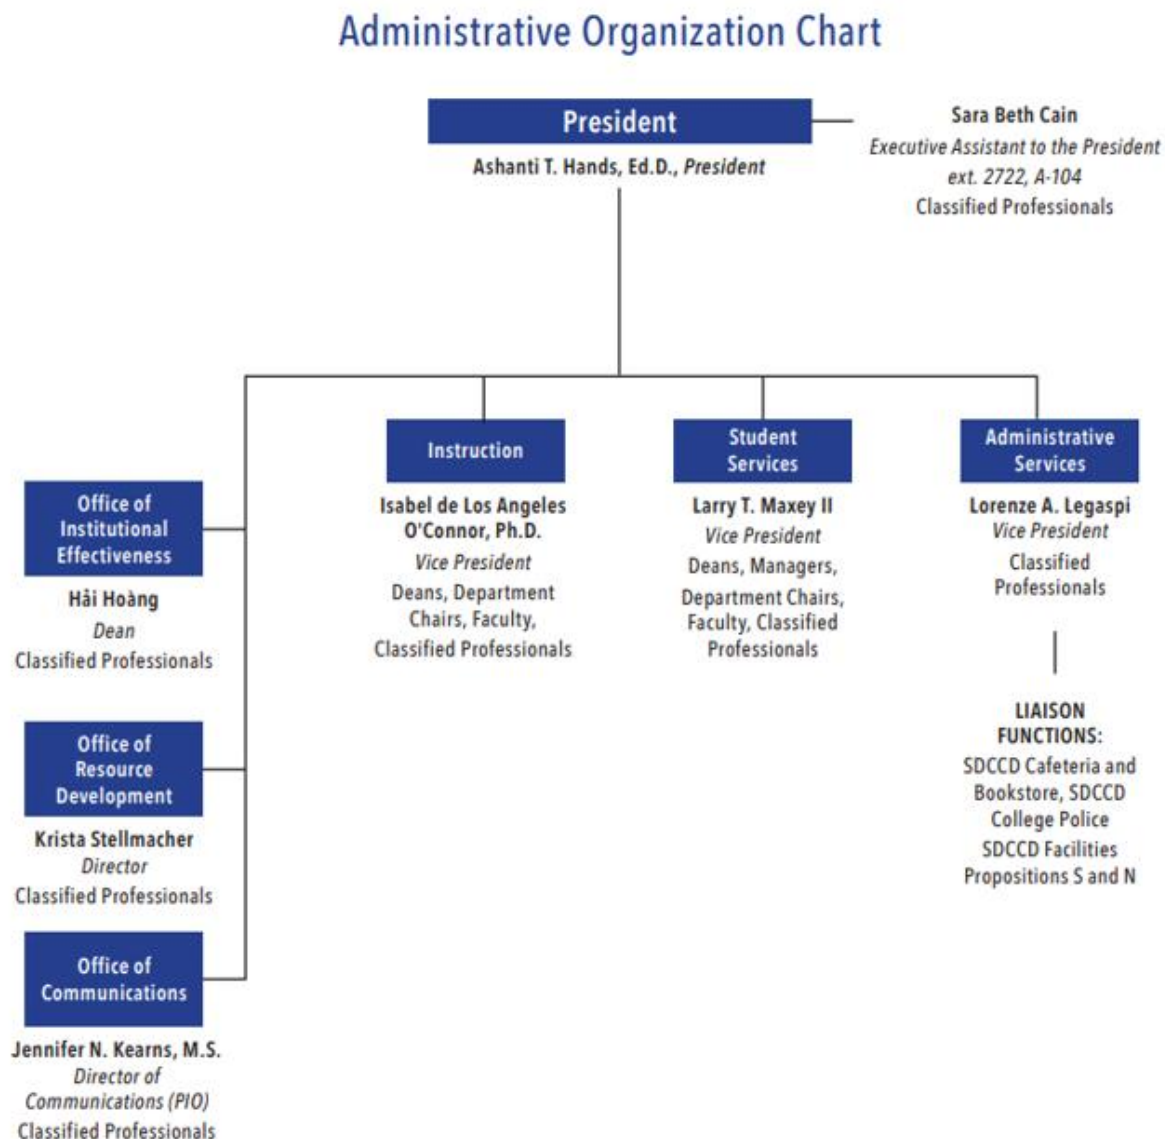 Administrative Organization Chart
President
Ashanti T. Hands, Ed.D., President
Sara Beth Cain
Executive Assistant to the President
ext. 2722, A-104
Classified Professionals
Office of
Institutional
Effectiveness
Hải Hoàng
Dean
Classified Professionals
Office of
Resource
Development
Krista Stellmacher
Director
Classified Professionals
Office of
Communications
Jennifer N. Kearns, M.S.
Director of
Communications (PIO)
Classified Professionals
Instruction
Isabel de Los Angeles
O'Connor, Ph.D.
Vice President
Deans, Department
Chairs, Faculty,
Classified Professionals
Student
Services
Larry T. Maxey II
Vice President
Deans, Managers,
Department Chairs,
Faculty, Classified
Professionals
Administrative
Services
Lorenze A. Legaspi
Vice President
Classified
Professionals
LIAISON
FUNCTIONS:
SDCCD Cafeteria and
Bookstore, SDCCD
College Police
SDCCD Facilities
Propositions S and N